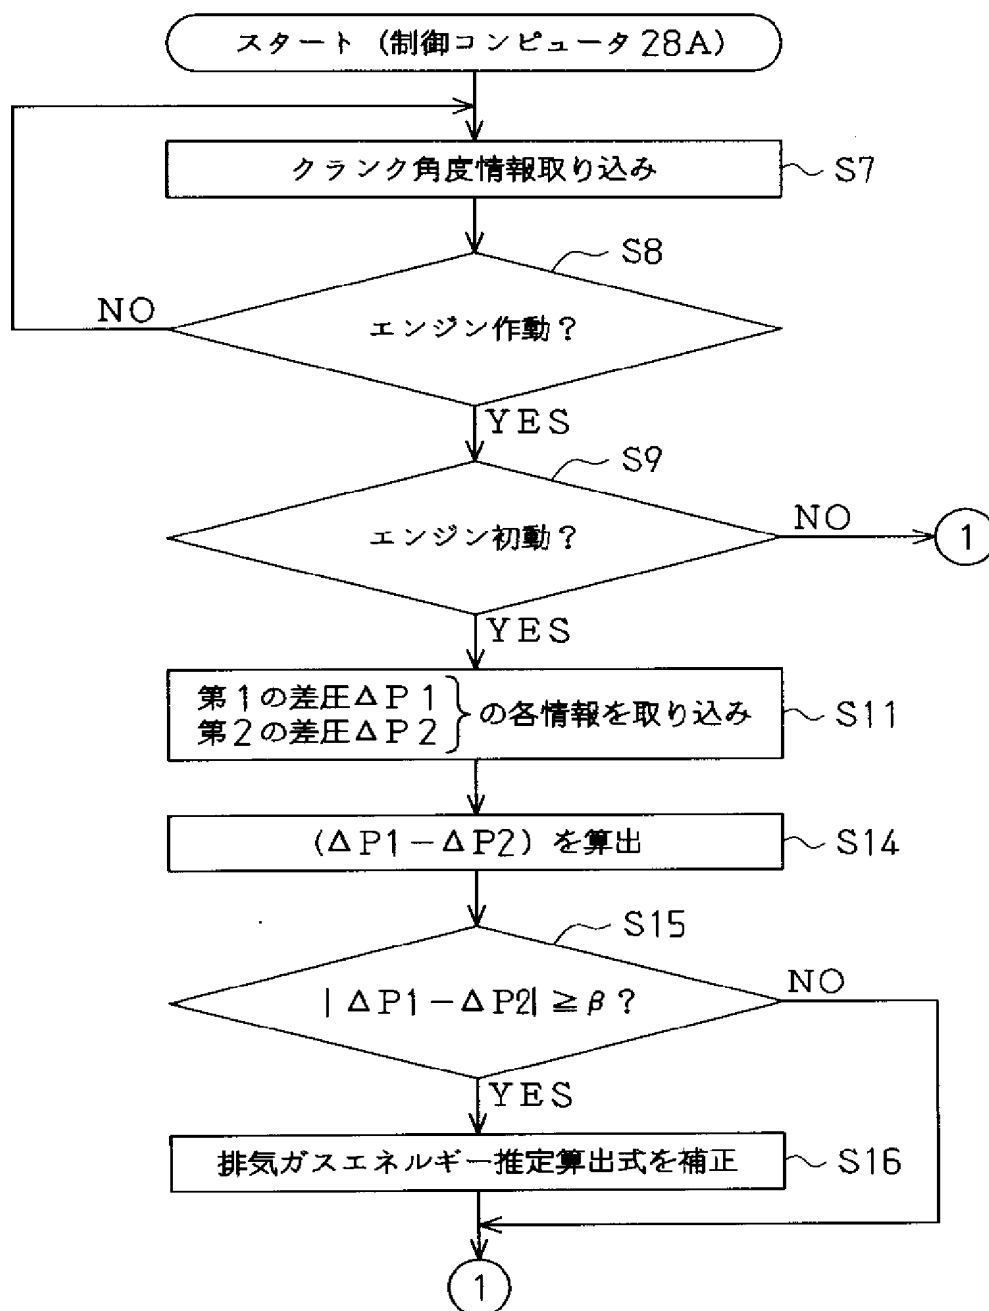 スタート (制御コンピュータ28A)
クランク角度情報取り込み
S7
S8
NO
エンジン作動?
YES
S9
エンジン初動?
NO
1
YES
第1の差圧ΔP1
第2の差圧ΔP2
の各情報を取り込み
S11
(ΔP1-ΔP2) を算出
S14
S15
|ΔP1-ΔP2|≧β?
NO
YES
排気ガスエネルギー推定算出式を補正
S16
1